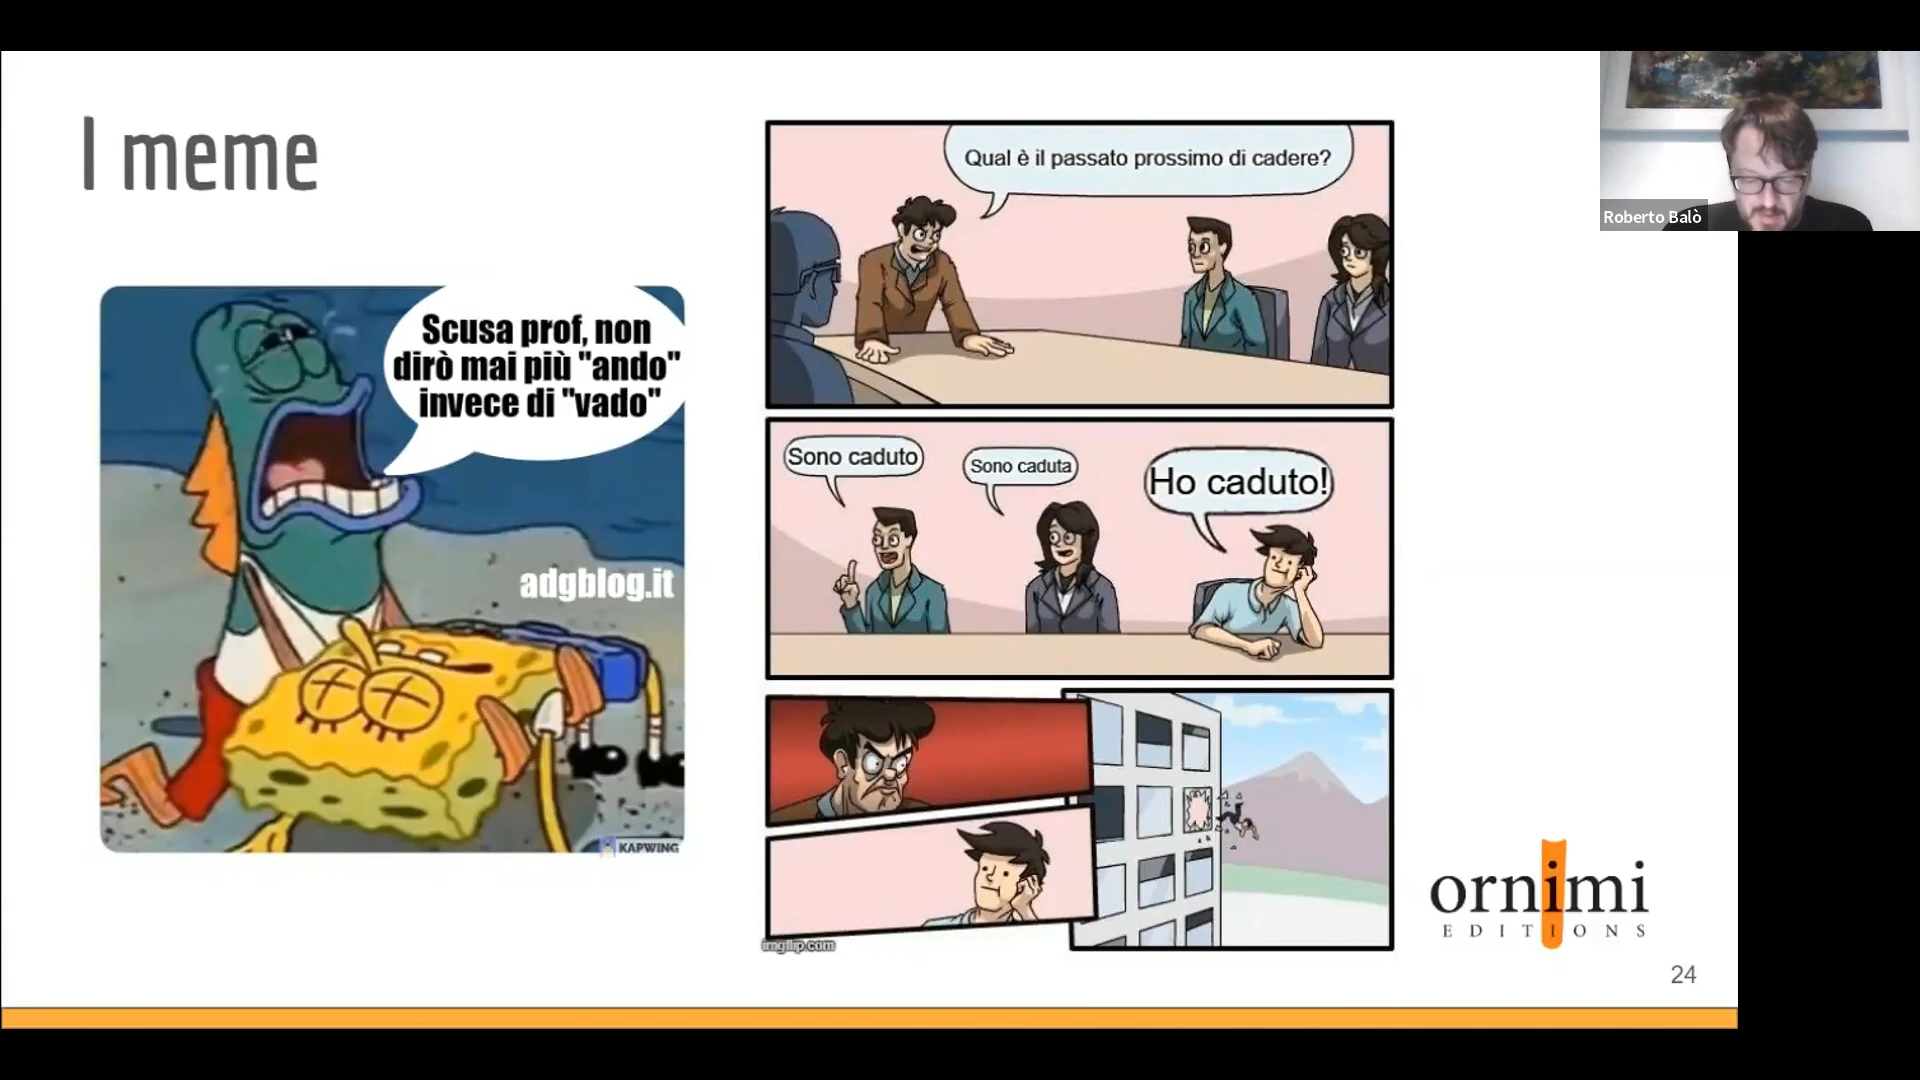 I meme
Scusa prof, non
dirò mai più "ando"
invece di "vado"
adgblog.it
KAPWING
Qual è il passato prossimo di cadere?
Sono caduto
Sono caduta
Ho caduto!
imgflip.com
Roberto Balò
ornimi
EDITIONS
24